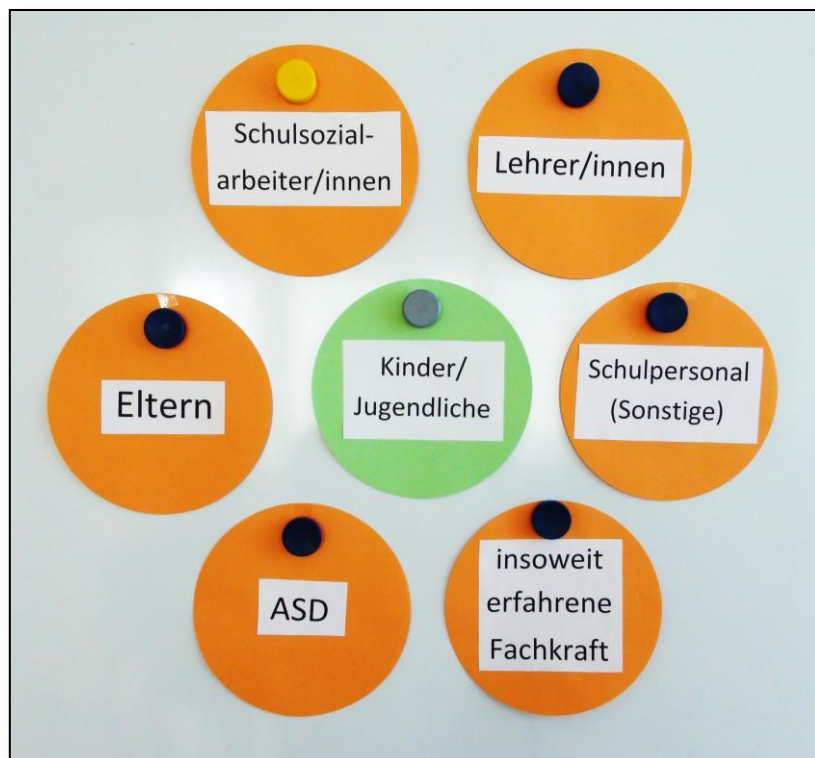 Schulsozial-
arbeiter/innen
Lehrer/innen
Eltern
Kinder/
Jugendliche
Schulpersonal
(Sonstige)
ASD
insoweit
erfahrene
Fachkraft